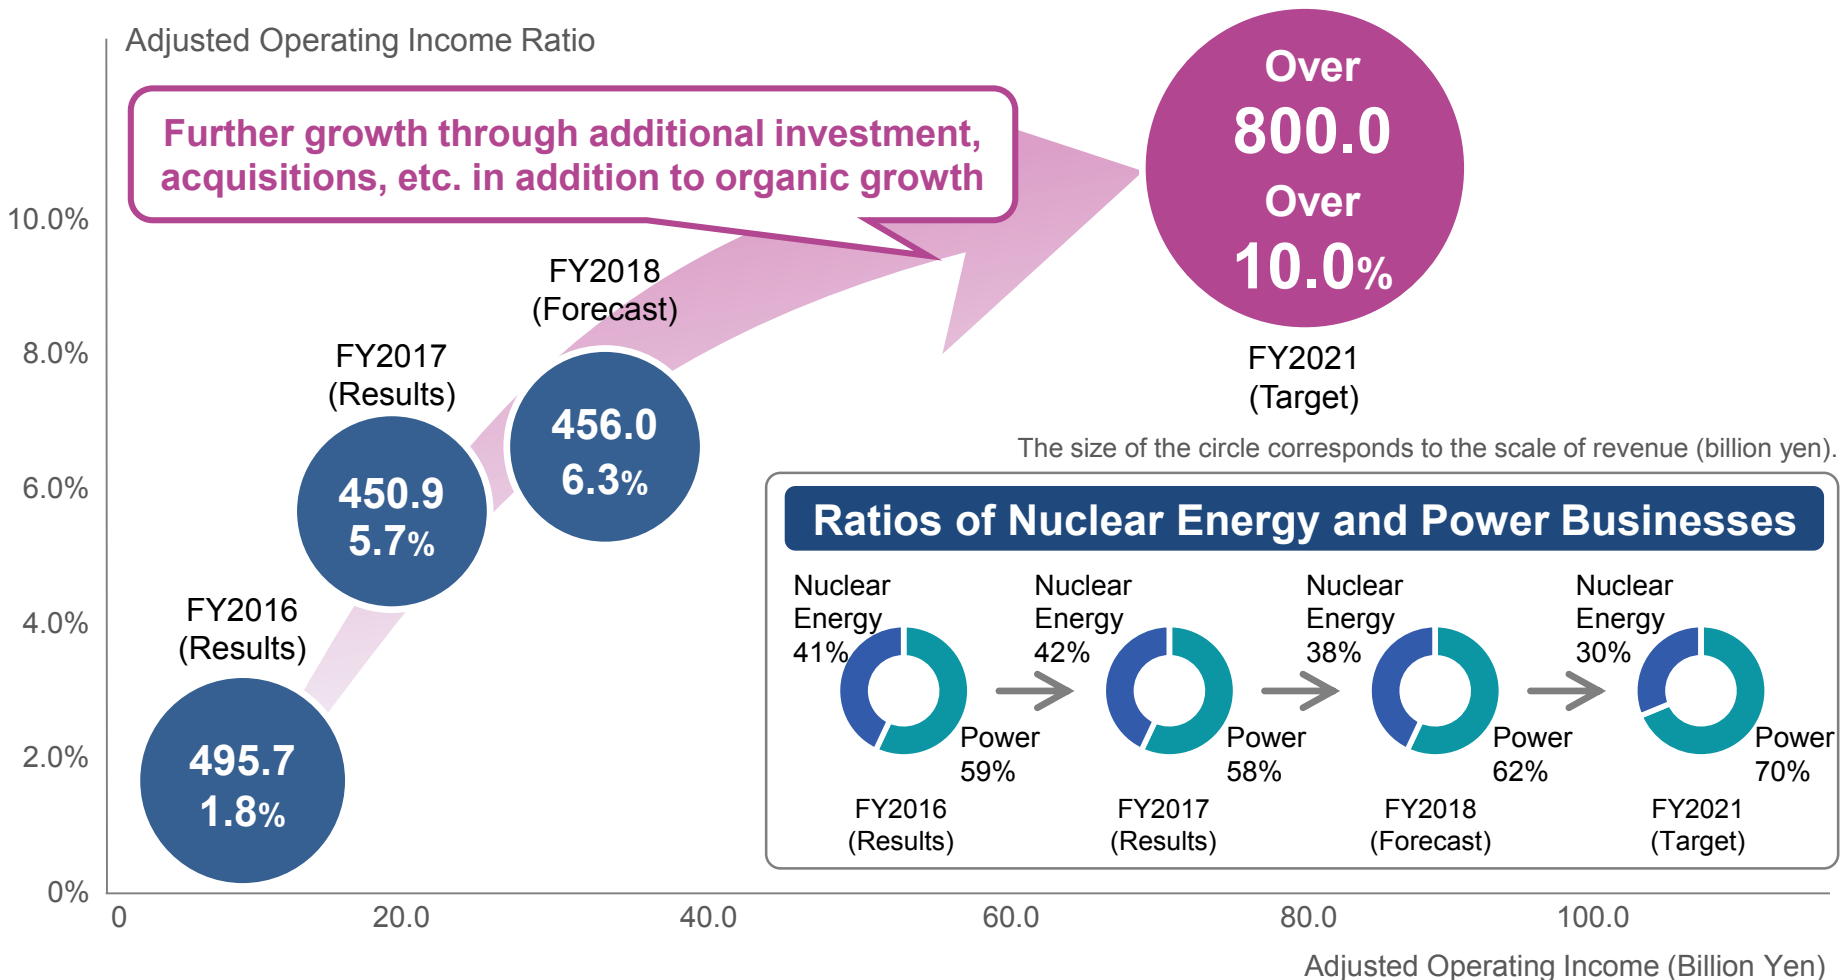 Adjusted Operating Income Ratio
Further growth through additional investment,
acquisitions, etc. in addition to organic growth
Over
800.0
Over
10.0%
FY2021
(Target)
10.0%
8.0%
6.0%
4.0%
2.0%
0%
FY2018
(Forecast)
456.0
6.3%
FY2017
(Results)
450.9
5.7%
FY2016
(Results)
495.7
1.8%
The size of the circle corresponds to the scale of revenue (billion yen).
Ratios of Nuclear Energy and Power Businesses
Nuclear
Energy
41%
Power
59%
FY2016
(Results)
Nuclear
Energy
42%
Power
58%
FY2017
(Results)
Nuclear
Energy
38%
Power
62%
FY2018
(Forecast)
Nuclear
Energy
30%
Power
70%
FY2021
(Target)
0 20.0 40.0 60.0 80.0 100.0
Adjusted Operating Income (Billion Yen)